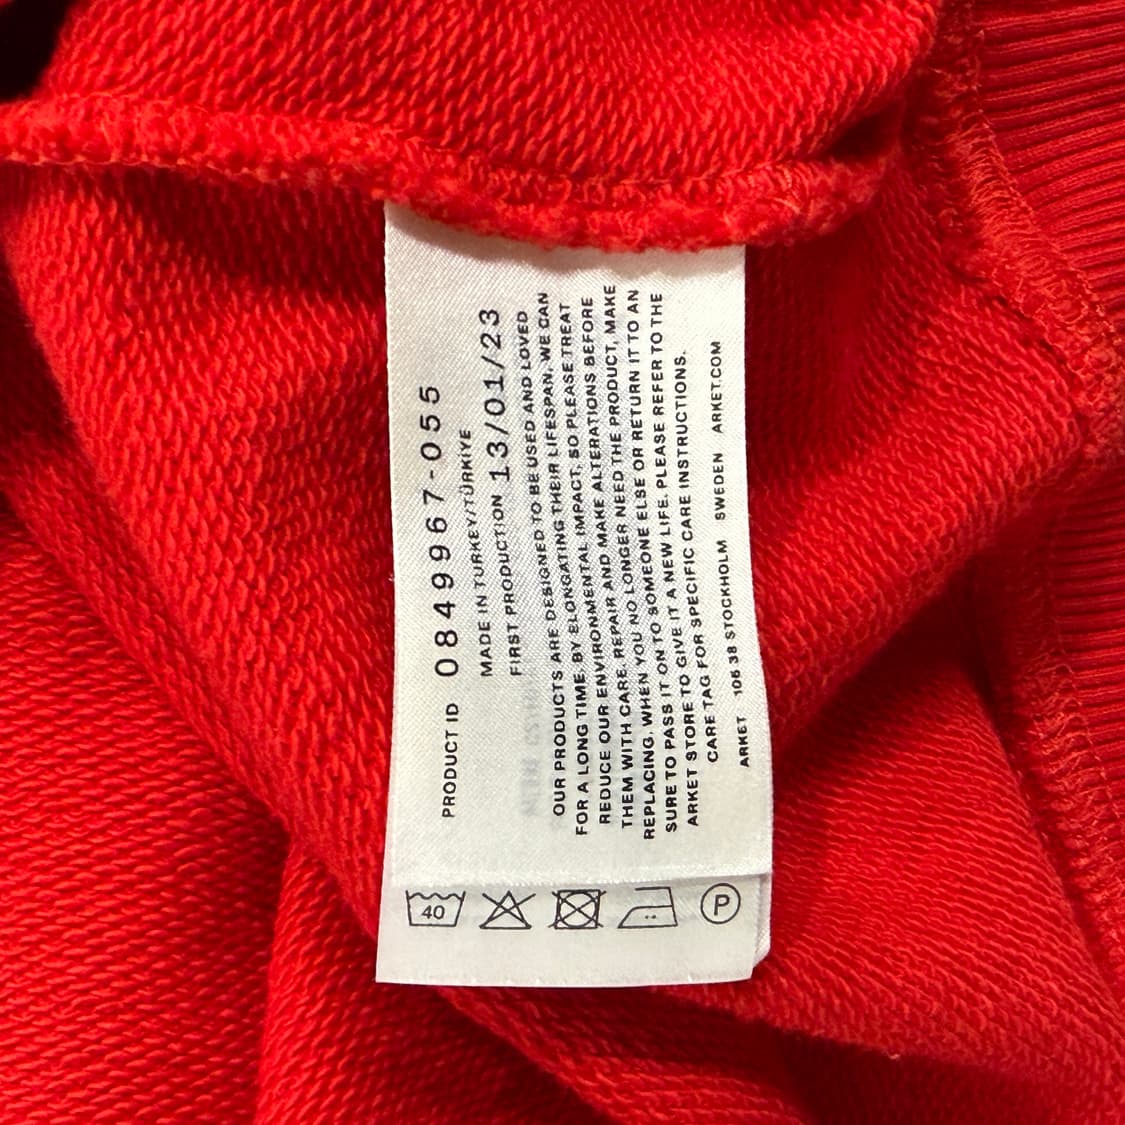 PRODUCT ID 0849967-055
MADE IN TURKEY/TÜRKIYE
FIRST PRODUCTION 13/01/23
OUR PRODUCTS ARE DESIGNED TO BE USED AND LOVED
FOR A LONG TIME. BY ELONGATING THEIR LIFESPAN, WE CAN
REDUCE OUR ENVIRONMENTAL IMPACT, SO PLEASE TREAT
THEM WITH CARE. REPAIR AND MAKE ALTERATIONS BEFORE
REPLACING. WHEN YOU NO LONGER NEED THE PRODUCT, MAKE
SURE TO PASS IT ON TO SOMEONE ELSE OR RETURN IT TO AN
ARKET STORE TO GIVE IT A NEW LIFE. PLEASE REFER TO THE
CARE TAG FOR SPECIFIC CARE INSTRUCTIONS.
ARKET 106 38 STOCKHOLM SWEDEN ARKET.COM
40
P